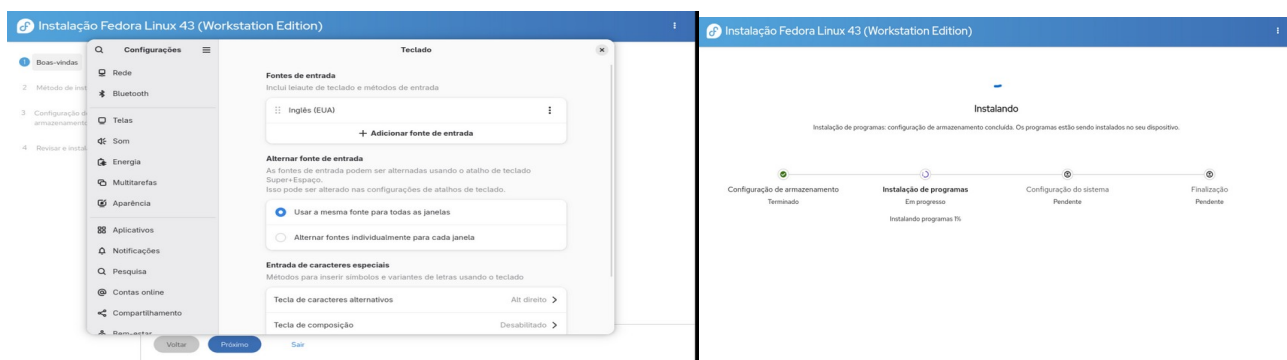 Instalação Fedora Linux 43 (Workstation Edition)
1 Boas-vindas
2 Método de inst
3 Configuração d
armazenamento
4 Revisar e instal
Configurações
Rede
Bluetooth
Telas
Som
Energia
Multitarefas
Aparência
Aplicativos
Notificações
Pesquisa
Contas online
Compartilhamento
Bem-estar
Teclado
Fontes de entrada
Inclui leiaute de teclado e métodos de entrada
Inglês (EUA)
+ Adicionar fonte de entrada
Alternar fonte de entrada
As fontes de entrada podem ser alternadas usando o atalho de teclado
Super+Espaço.
Isso pode ser alterado nas configurações de atalhos de teclado.
Usar a mesma fonte para todas as janelas
Alternar fontes individualmente para cada janela
Entrada de caracteres especiais
Métodos para inserir símbolos e variantes de letras usando o teclado
Tecla de caracteres alternativos Alt direito
Tecla de composição Desabilitado
Voltar Próximo Sair
Instalação Fedora Linux 43 (Workstation Edition)
Instalando
Instalação de programas: configuração de armazenamento concluída. Os programas estão sendo instalados no seu dispositivo.
Configuração de armazenamento
Terminado
Instalação de programas
Em progresso
Instalando programas 1%
Configuração do sistema
Pendente
Finalização
Pendente